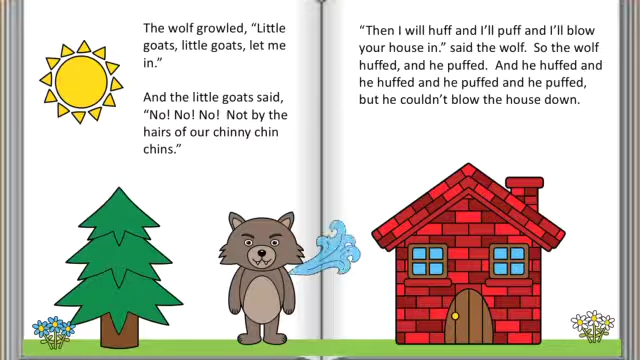 The wolf growled, “Little
goats, little goats, let me
in.”
And the little goats said,
“No! No! No!  Not by the
hairs of our chinny chin
chins.”
“Then I will huff and I’ll puff and I’ll blow
your house in.” said the wolf.  So the wolf
huffed, and he puffed.  And he huffed and
he huffed and he puffed and he puffed,
but he couldn’t blow the house down.